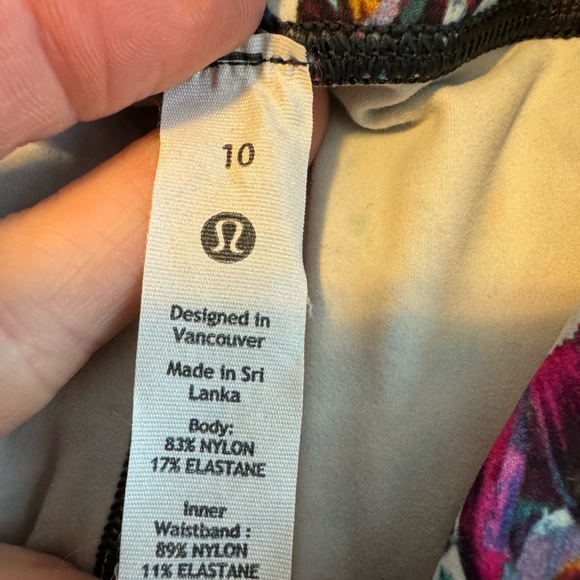 10
Designed in
Vancouver
Made in Sri
Lanka
Body:
83% NYLON
17% ELASTANE
Inner
Waistband :
89% NYLON
11% ELASTANE